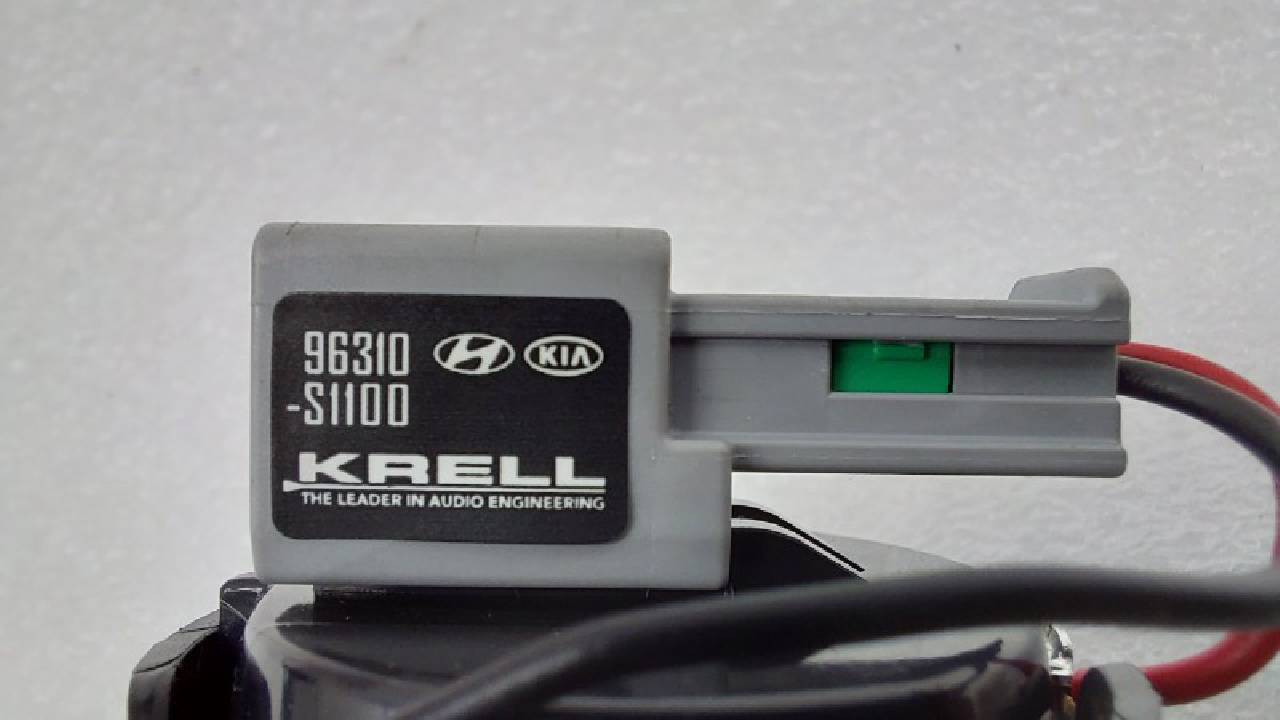 96310
-S1100
KIA
KRELL
THE LEADER IN AUDIO ENGINEERING